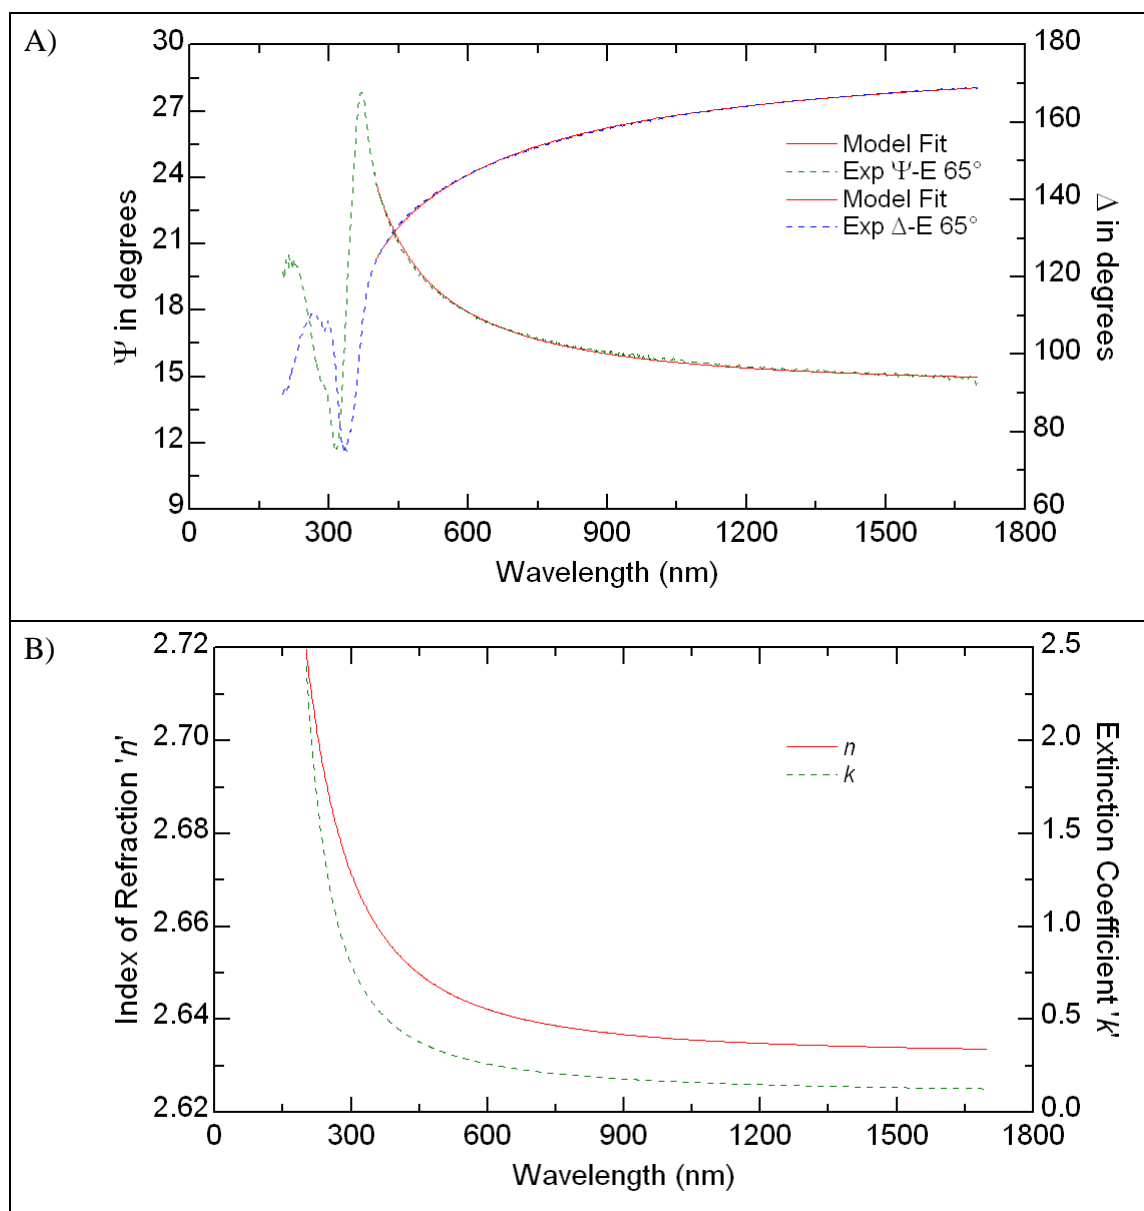 A)
30
27
24
21
18
15
12
9
Ψ in degrees
180
160
140
120
100
80
60
Δ in degrees
Model Fit
Exp Ψ-E 65°
Model Fit
Exp Δ-E 65°
0 300 600 900 1200 1500 1800
Wavelength (nm)
B)
2.72
2.70
2.68
2.66
2.64
2.62
Index of Refraction 'n'
2.5
2.0
1.5
1.0
0.5
0.0
Extinction Coefficient 'k'
n
k
0 300 600 900 1200 1500 1800
Wavelength (nm)